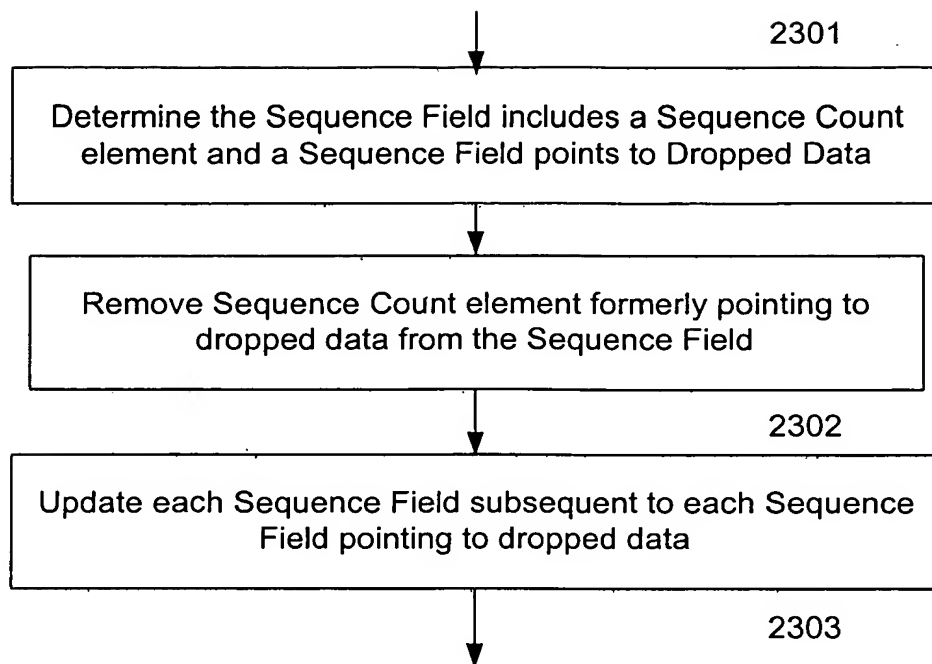 2301
Determine the Sequence Field includes a Sequence Count
element and a Sequence Field points to Dropped Data
Remove Sequence Count element formerly pointing to
dropped data from the Sequence Field
2302
Update each Sequence Field subsequent to each Sequence
Field pointing to dropped data
2303